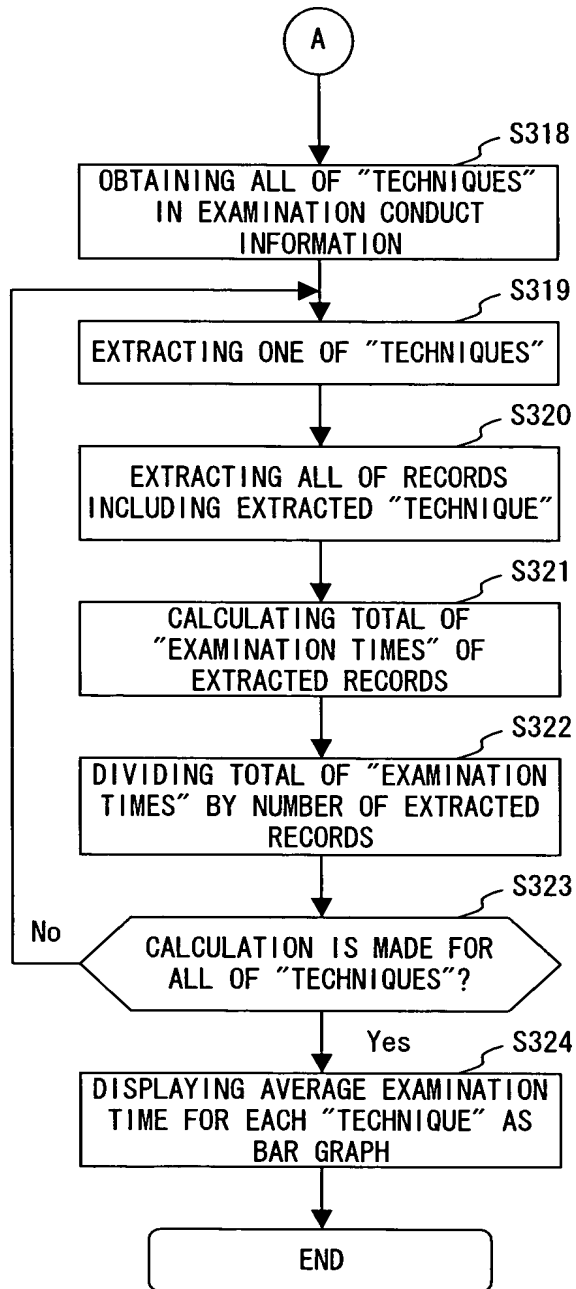 A
S318
OBTAINING ALL OF "TECHNIQUES"
IN EXAMINATION CONDUCT
INFORMATION
S319
EXTRACTING ONE OF "TECHNIQUES"
S320
EXTRACTING ALL OF RECORDS
INCLUDING EXTRACTED "TECHNIQUE"
S321
CALCULATING TOTAL OF
"EXAMINATION TIMES" OF
EXTRACTED RECORDS
S322
DIVIDING TOTAL OF "EXAMINATION
TIMES" BY NUMBER OF EXTRACTED
RECORDS
S323
No
CALCULATION IS MADE FOR
ALL OF "TECHNIQUES"?
Yes
S324
DISPLAYING AVERAGE EXAMINATION
TIME FOR EACH "TECHNIQUE" AS
BAR GRAPH
END